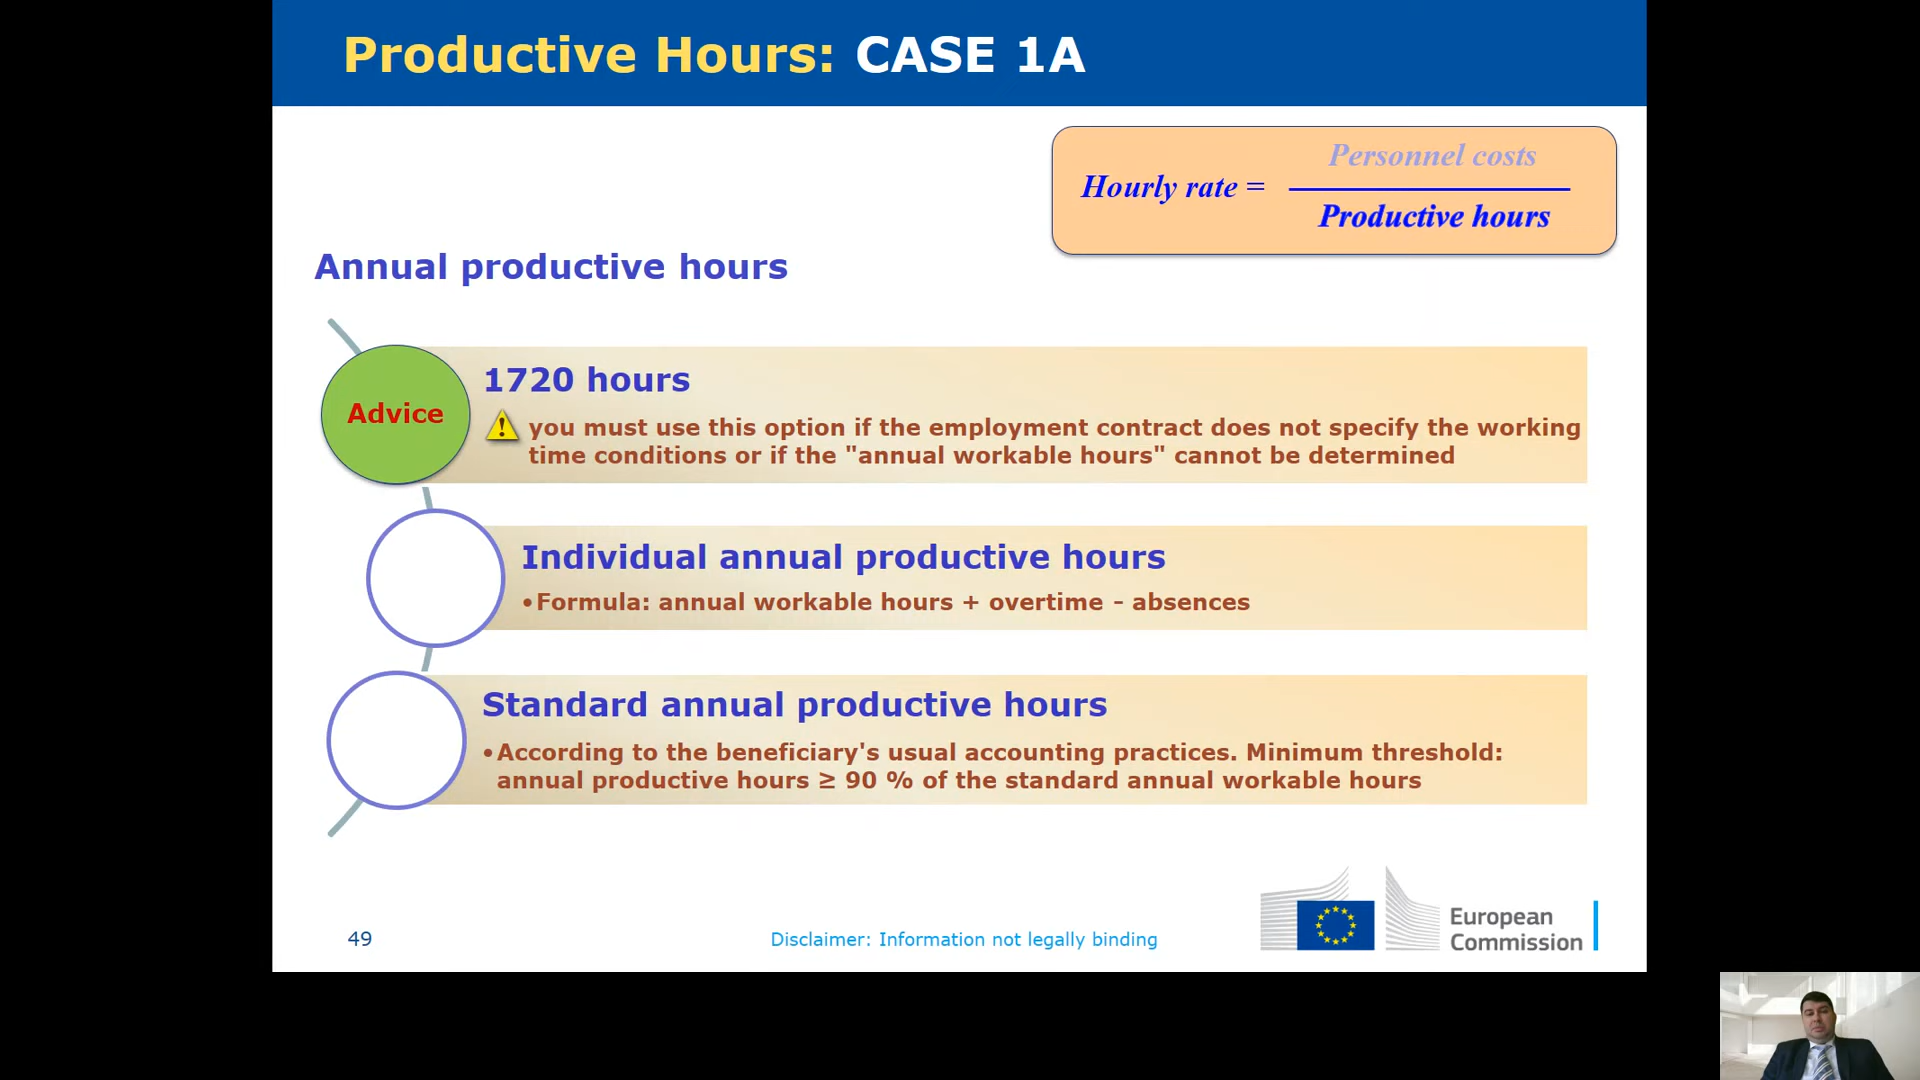 Productive Hours: CASE 1A
Hourly rate = Personnel costs
Productive hours
Annual productive hours
Advice
1720 hours
you must use this option if the employment contract does not specify the working
time conditions or if the "annual workable hours" cannot be determined
Individual annual productive hours
•Formula: annual workable hours + overtime – absences
Standard annual productive hours
•According to the beneficiary's usual accounting practices. Minimum threshold:
annual productive hours ≥ 90 % of the standard annual workable hours
49
Disclaimer: Information not legally binding
European
Commission